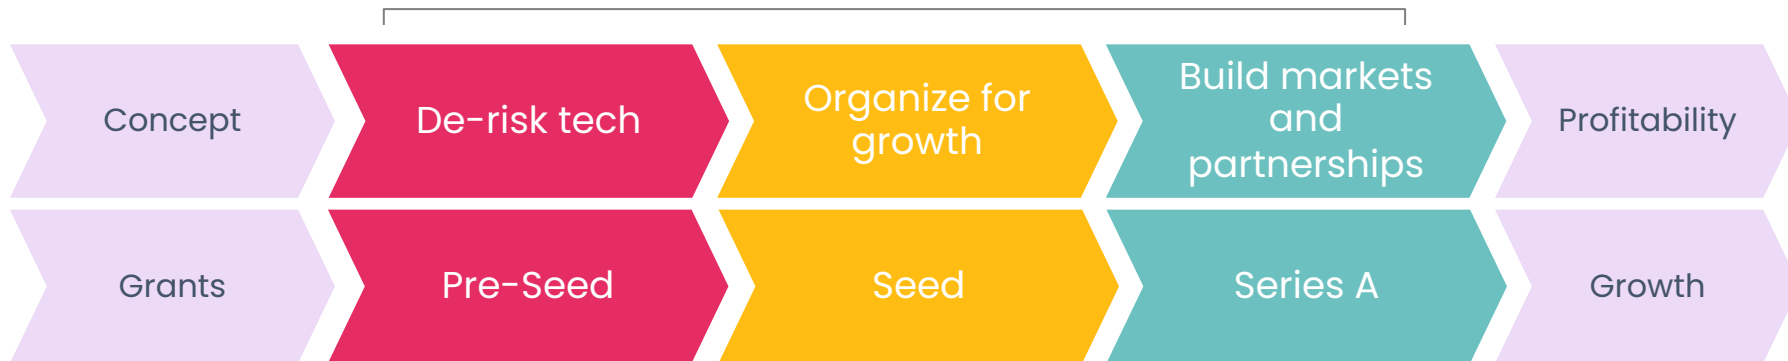 Concept
De-risk tech
Organize for
growth
Build markets
and
partnerships
Profitability
Grants
Pre-Seed
Seed
Series A
Growth